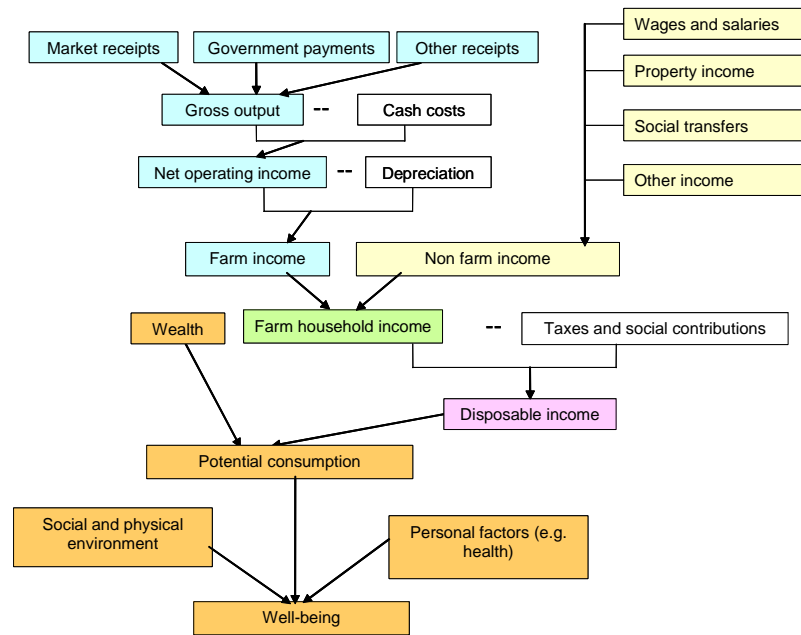 Wages and salaries
Market receipts
Government payments
Other receipts
Property income
Gross output
--
Cash costs
Social transfers
Net operating income
--
Depreciation
Other income
Farm income
Non farm income
Wealth
Farm household income
--
Taxes and social contributions
Disposable income
Potential consumption
Social and physical
environment
Personal factors (e.g.
health)
Well-being